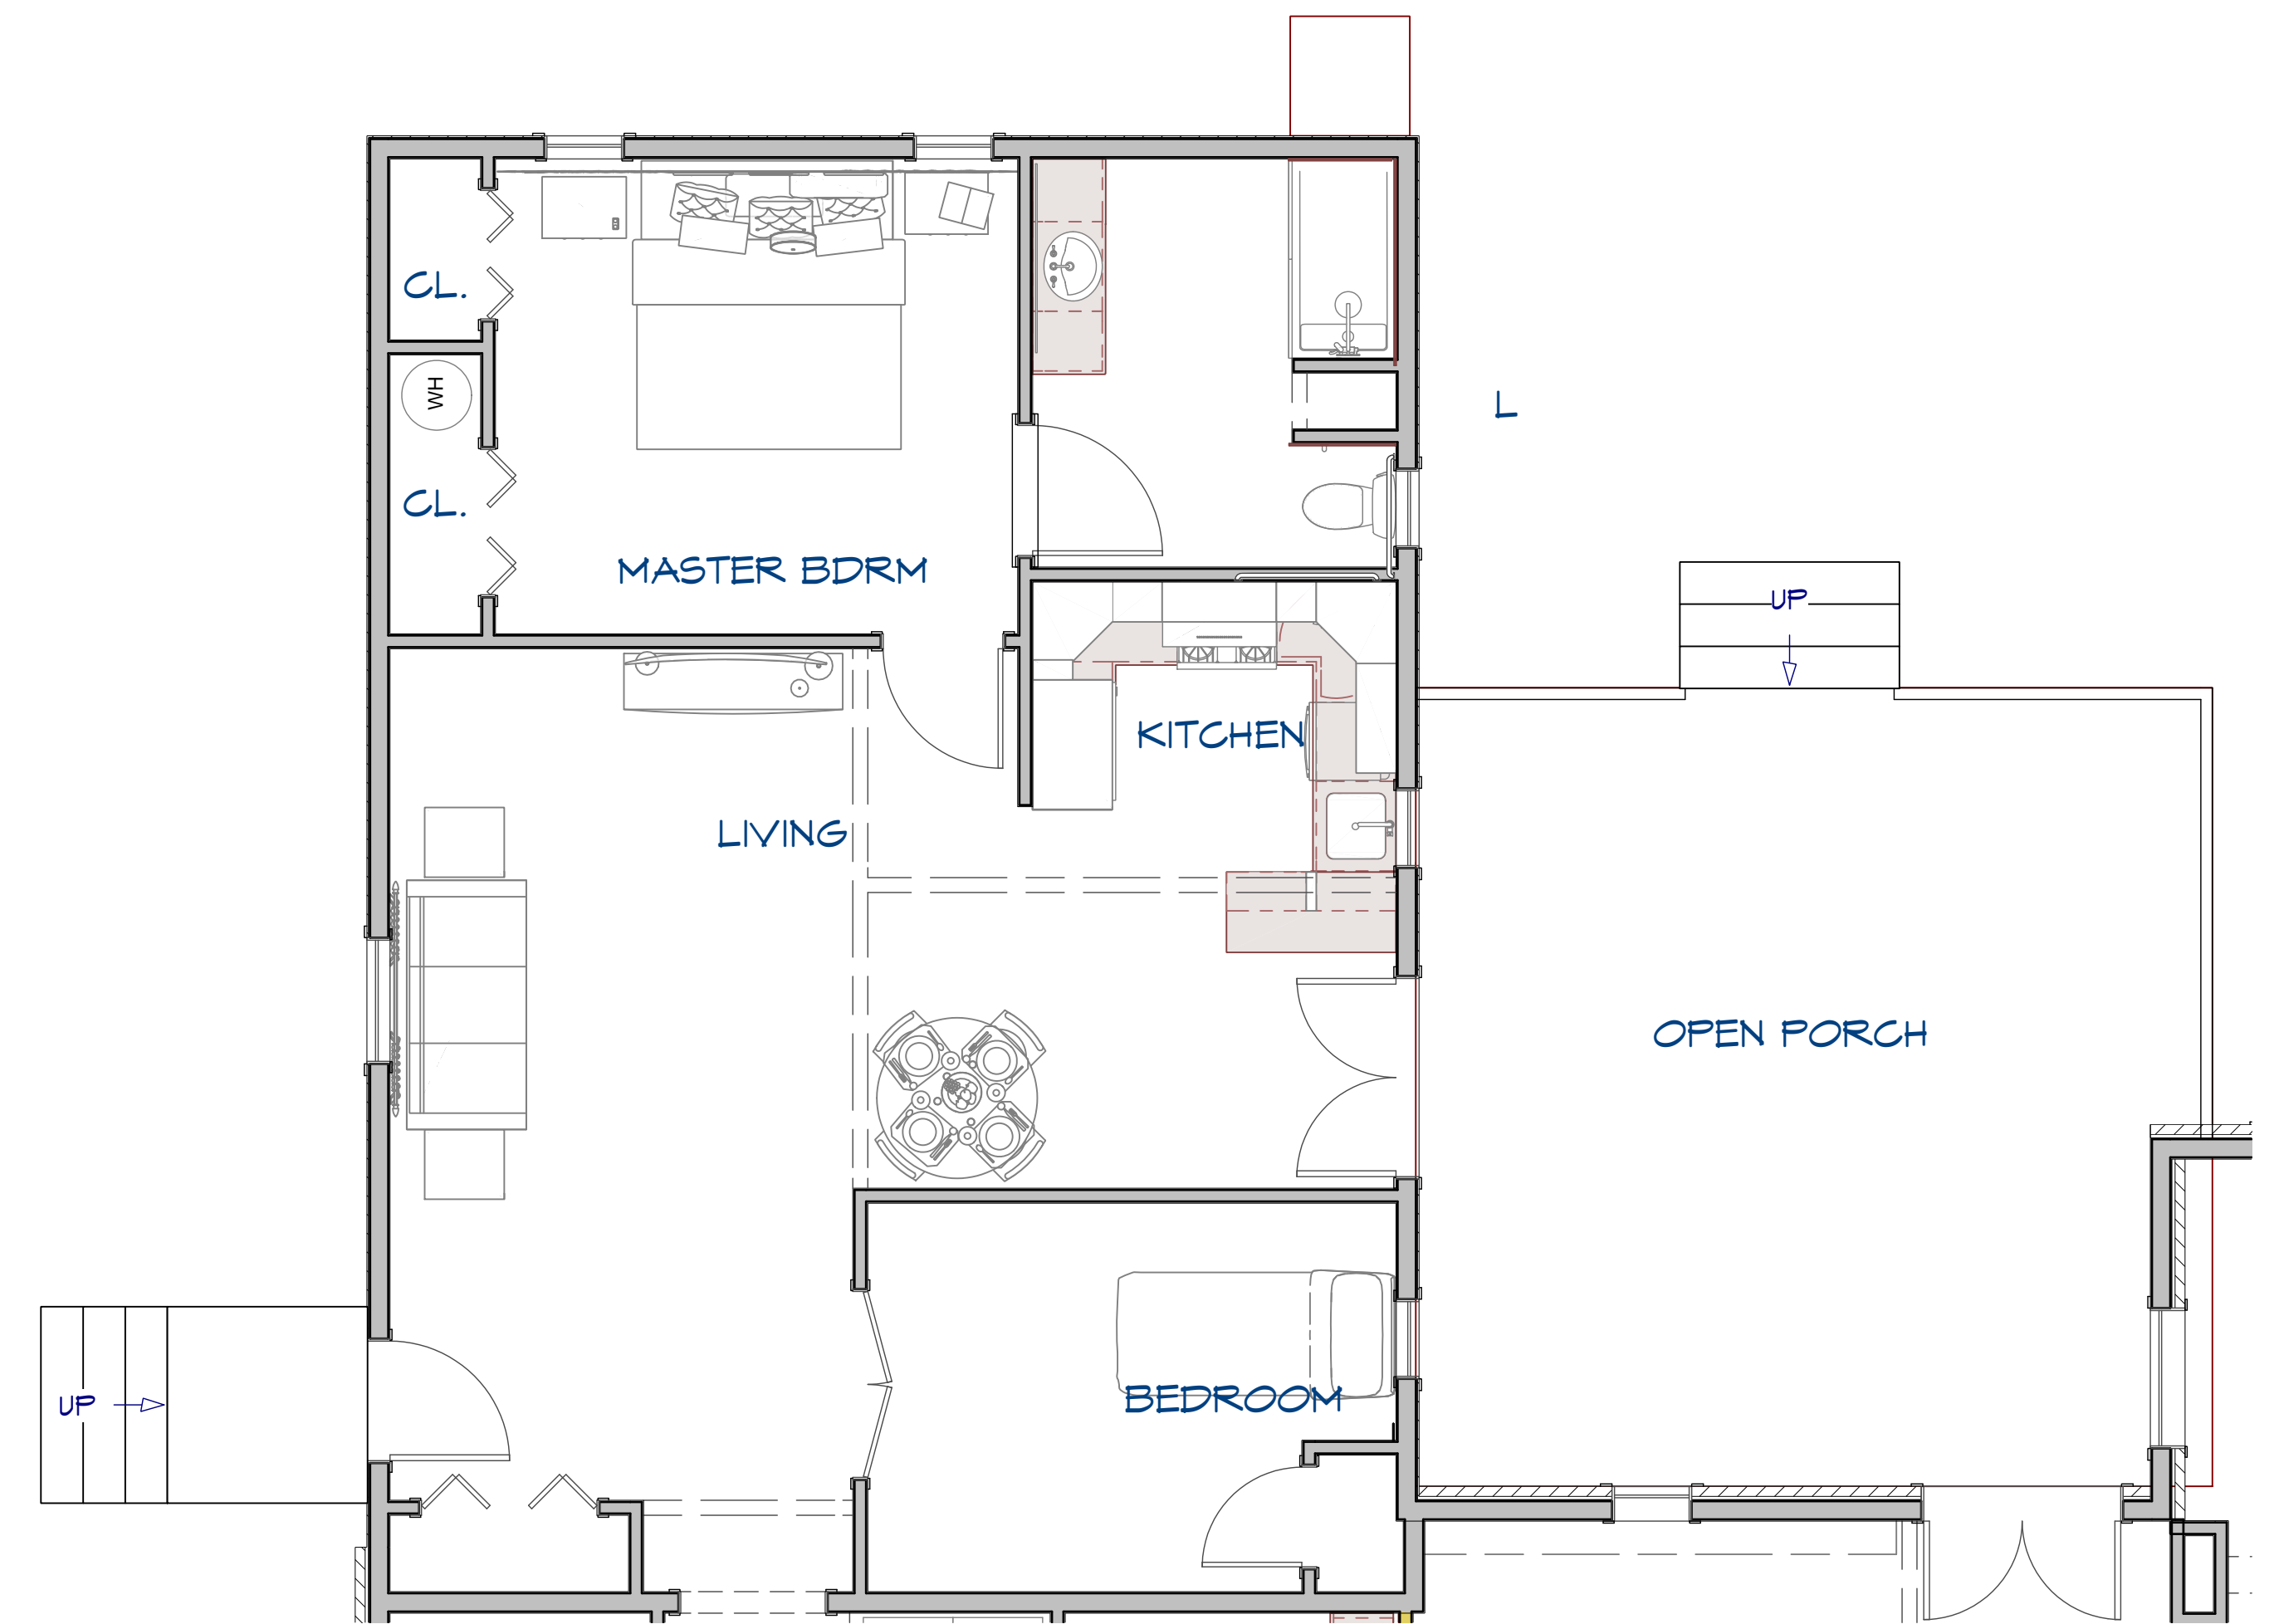 CL.
WH
L
CL.
MASTER BDRM
UP
KITCHEN
LIVING
OPEN PORCH
BEDROOM
UP